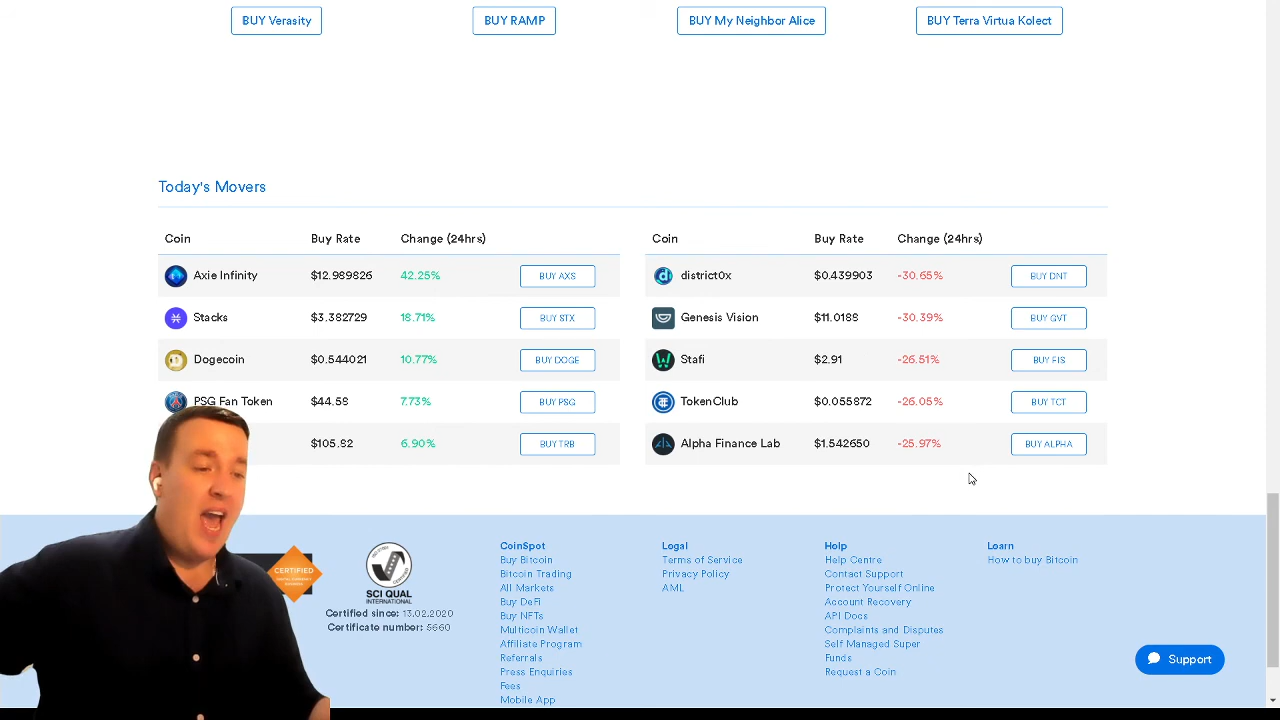 BUY Verasity BUY RAMP BUY My Neighbor Alice BUY Terra Virtua Kolect
Today's Movers
Coin Buy Rate Change (24hrs)
Axie Infinity $12.989826 42.25% BUY AXS
Stacks $3.382729 18.71% BUY STX
Dogecoin $0.544021 10.77% BUY DOGE
PSG Fan Token $44.58 7.73% BUY PSG
$105.82 6.90% BUY TRB
Coin Buy Rate Change (24hrs)
district0x $0.439903 -30.65% BUY DNT
Genesis Vision $11.0188 -30.39% BUY GVT
Stafi $2.91 -26.51% BUY FIS
TokenClub $0.055872 -26.05% BUY TCT
Alpha Finance Lab $1.542650 -25.97% BUY ALPHA
CERTIFIED
SCI QUAL
INTERNATIONAL
Certified since: 13.02.2020
Certificate number: 5660
CoinSpot
Buy Bitcoin
Bitcoin Trading
All Markets
Buy DeFi
Buy NFTs
Multicoin Wallet
Affiliate Program
Referrals
Press Enquiries
Fees
Mobile App
Legal
Terms of Service
Privacy Policy
AML
Help
Help Centre
Contact Support
Protect Yourself Online
Account Recovery
API Docs
Complaints and Disputes
Self Managed Super
Funds
Request a Coin
Learn
How to buy Bitcoin
Support